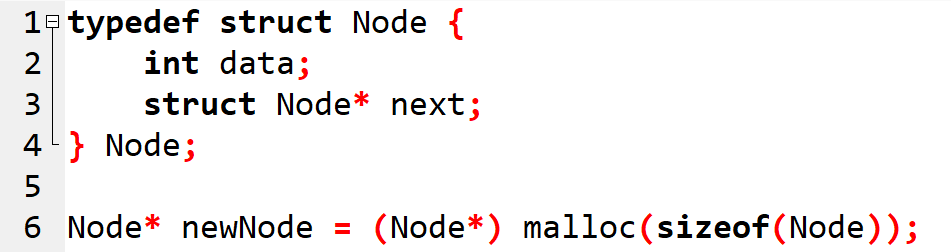 1 typedef struct Node {
2     int data;
3     struct Node* next;
4 } Node;
5
6 Node* newNode = (Node*) malloc(sizeof(Node));